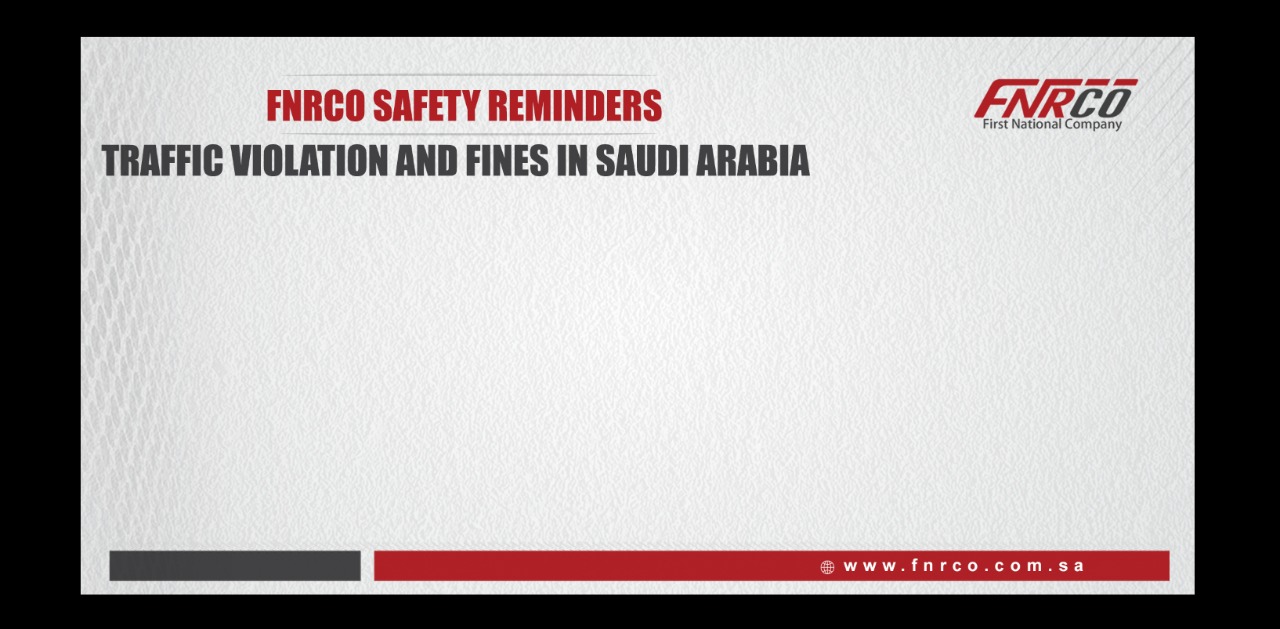 FNRCO SAFETY REMINDERS
FNRCO
First National Company
TRAFFIC VIOLATION AND FINES IN SAUDI ARABIA
www.fnrco.com.sa